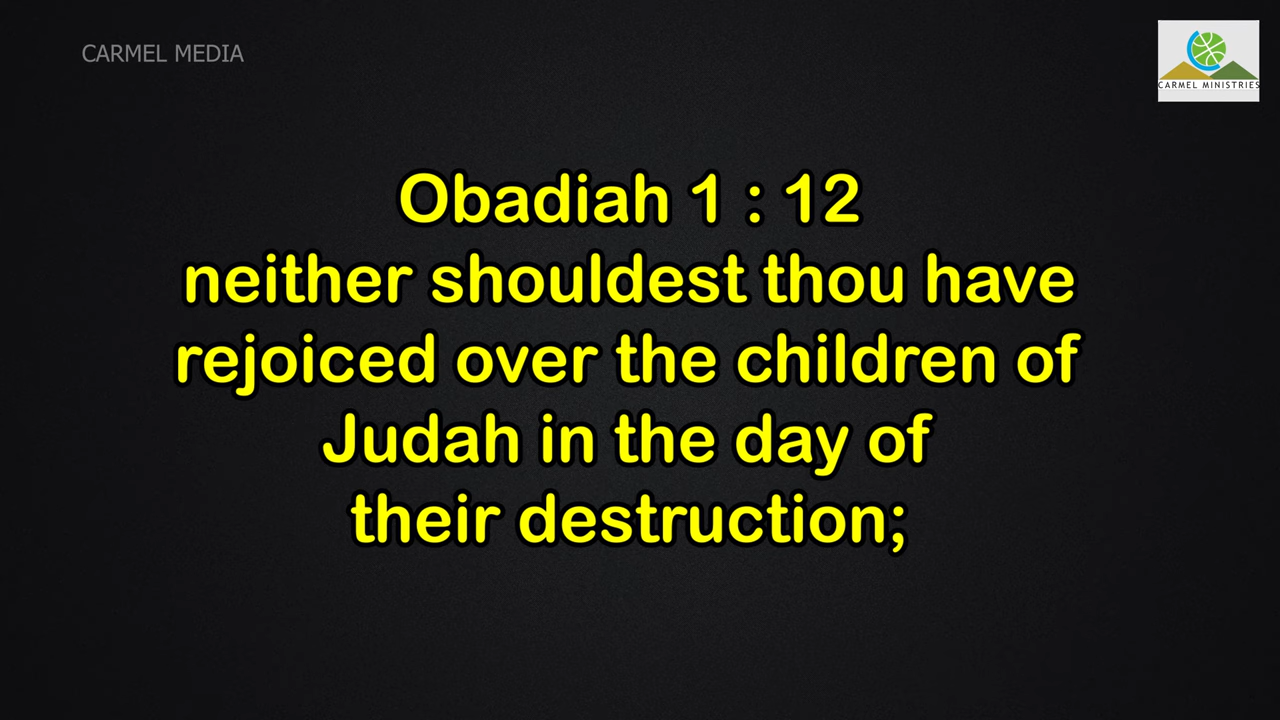 CARMEL MEDIA
CARMEL MINISTRIES
Obadiah 1 : 12
neither shouldest thou have
rejoiced over the children of
Judah in the day of
their destruction;